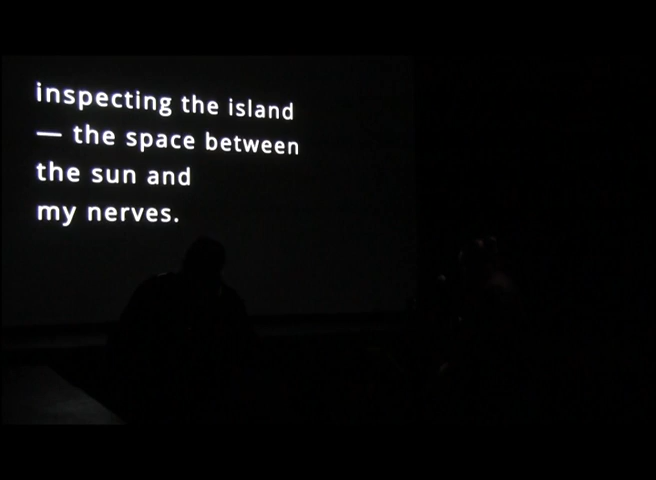 inspecting the island
— the space between
the sun and
my nerves.